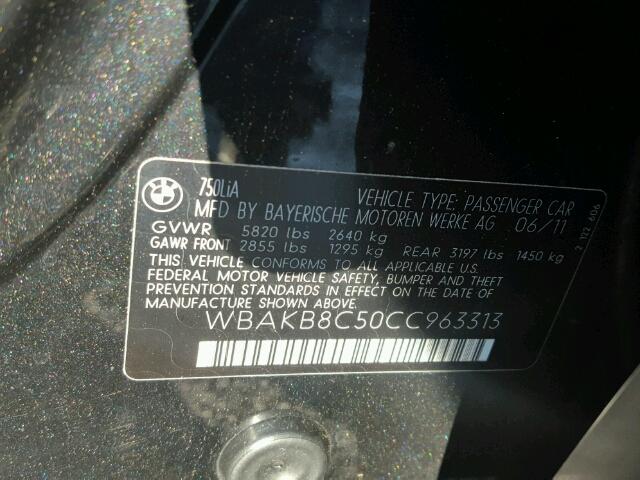 BMW
750LiA
VEHICLE TYPE: PASSENGER CAR
MFD BY BAYERISCHE MOTOREN WERKE AG 06/11
GVWR 5820 lbs 2640 kg
GAWR FRONT 2855 lbs 1295 kg REAR 3197 lbs 1450 kg
THIS VEHICLE CONFORMS TO ALL APPLICABLE U.S.
FEDERAL MOTOR VEHICLE SAFETY, BUMPER AND THEFT
PREVENTION STANDARDS IN EFFECT ON THE DATE OF
MANUFACTURE SHOWN ABOVE.
WBAKB8C50CC963313